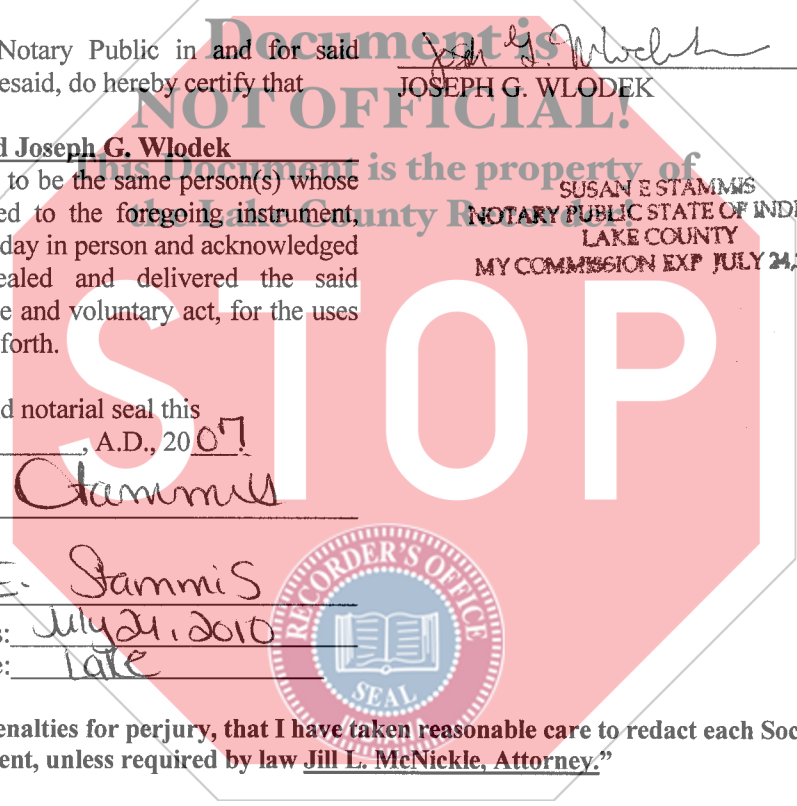 Notary Public in and for said
esaid, do hereby certify that
d Joseph G. Wlodek
to be the same person(s) whose
ed to the foregoing instrument,
day in person and acknowledged
ealed and delivered the said
e and voluntary act, for the uses
forth.
d notarial seal this
, A.D., 2007
Stammis
E. Stammis
s: July 24, 2010
e: Lake
Joseph G. Wlodek
JOSEPH G. WLODEK
SUSAN E STAMMIS
NOTARY PUBLIC STATE OF INDI
LAKE COUNTY
MY COMMISSION EXP JULY 24,
Document is
NOT OFFICIAL!
This Document is the property of
the Lake County Recorder!
STOP
RECORDER'S OFFICE
SEAL
enalties for perjury, that I have taken reasonable care to redact each Soc
ent, unless required by law Jill L. McNickle, Attorney.”